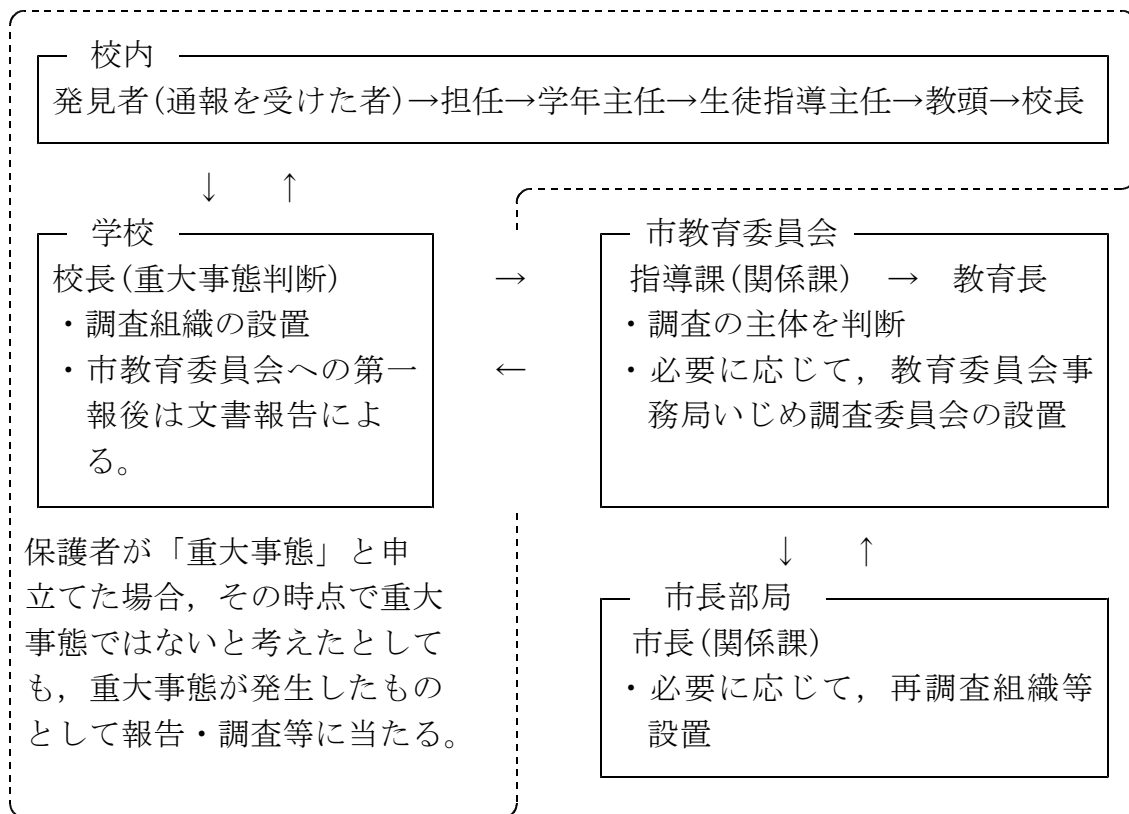 校内
発見者(通報を受けた者)→担任→学年主任→生徒指導主任→教頭→校長
↓ ↑
学校
校長(重大事態判断)
・調査組織の設置
・市教育委員会への第一
報後は文書報告によ
る。
→
←
市教育委員会
指導課(関係課) → 教育長
・調査の主体を判断
・必要に応じて，教育委員会事
務局いじめ調査委員会の設置
保護者が「重大事態」と申
立てた場合，その時点で重大
事態ではないと考えたとして
も，重大事態が発生したもの
として報告・調査等に当たる。
↓ ↑
市長部局
市長(関係課)
・必要に応じて，再調査組織等
設置